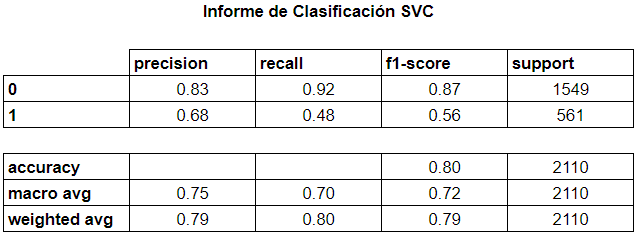 Informe de Clasificación SVC
precision recall f1-score support
0 0.83 0.92 0.87 1549
1 0.68 0.48 0.56 561
accuracy 0.80 2110
macro avg 0.75 0.70 0.72 2110
weighted avg 0.79 0.80 0.79 2110